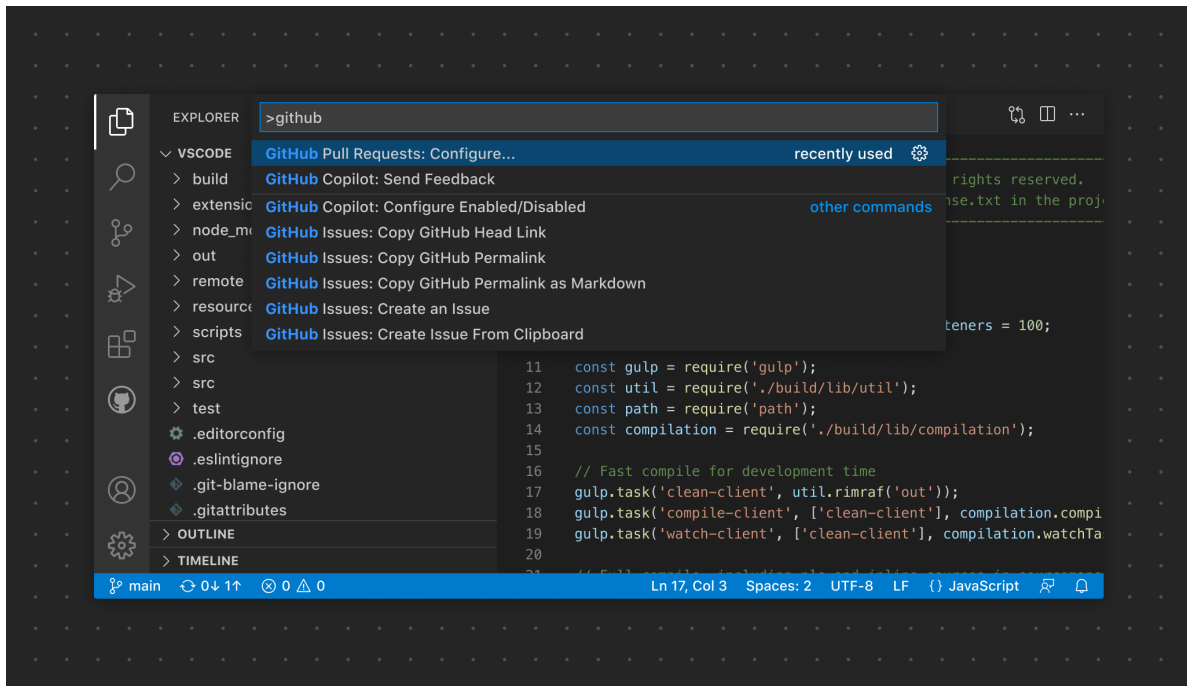 EXPLORER
>github
VSCODE
GitHub Pull Requests: Configure... recently used
GitHub Copilot: Send Feedback
GitHub Copilot: Configure Enabled/Disabled other commands
GitHub Issues: Copy GitHub Head Link
GitHub Issues: Copy GitHub Permalink
GitHub Issues: Copy GitHub Permalink as Markdown
GitHub Issues: Create an Issue
GitHub Issues: Create Issue From Clipboard
build
extensio
node_mo
out
remote
resource
scripts
src
src
test
.editorconfig
.eslintignore
.git-blame-ignore
.gitattributes
OUTLINE
TIMELINE
rights reserved.
nse.txt in the proje
teners = 100;
11 const gulp = require('gulp');
12 const util = require('./build/lib/util');
13 const path = require('path');
14 const compilation = require('./build/lib/compilation');
15
16 // Fast compile for development time
17 gulp.task('clean-client', util.rimraf('out'));
18 gulp.task('compile-client', ['clean-client'], compilation.compi
19 gulp.task('watch-client', ['clean-client'], compilation.watchTa
20
main 0↓ 1↑ 0 0 Ln 17, Col 3 Spaces: 2 UTF-8 LF {} JavaScript